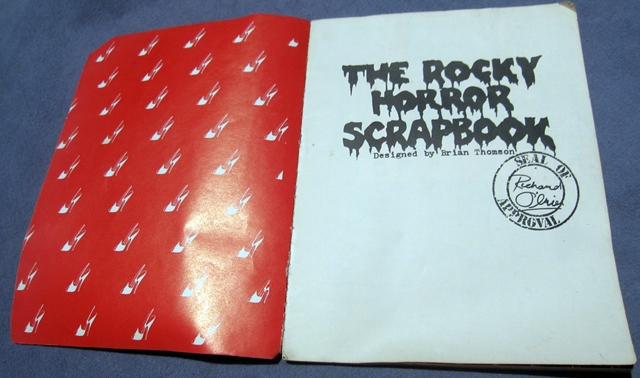 THE ROCKY
HORROR
SCRAPBOOK
Designed by Brian Thomson
SEAL OF
Richard
O'Brien
APPROVAL